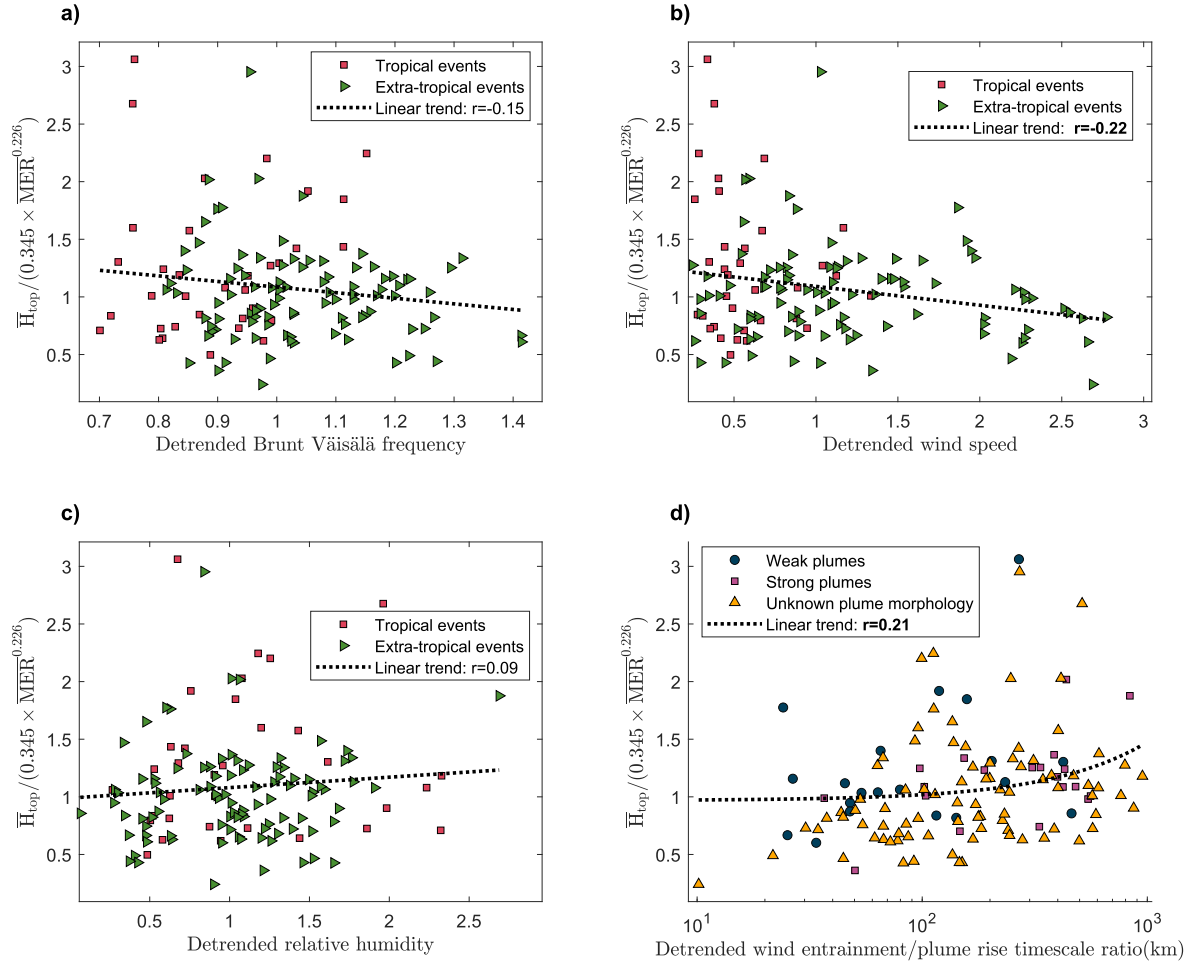 a)
H̅top/(0.345 × M̅E̅R̅^0.226)
3
2.5
2
1.5
1
0.5
0.7 0.8 0.9 1 1.1 1.2 1.3 1.4
Detrended Brunt Väisälä frequency
Tropical events
Extra-tropical events
Linear trend: r=-0.15
b)
H̅top/(0.345 × M̅E̅R̅^0.226)
3
2.5
2
1.5
1
0.5
0.5 1 1.5 2 2.5 3
Detrended wind speed
Tropical events
Extra-tropical events
Linear trend: r=-0.22
c)
H̅top/(0.345 × M̅E̅R̅^0.226)
3
2.5
2
1.5
1
0.5
0.5 1 1.5 2 2.5
Detrended relative humidity
Tropical events
Extra-tropical events
Linear trend: r=0.09
d)
H̅top/(0.345 × M̅E̅R̅^0.226)
3
2.5
2
1.5
1
0.5
10^1 10^2 10^3
Detrended wind entrainment/plume rise timescale ratio(km)
Weak plumes
Strong plumes
Unknown plume morphology
Linear trend: r=0.21